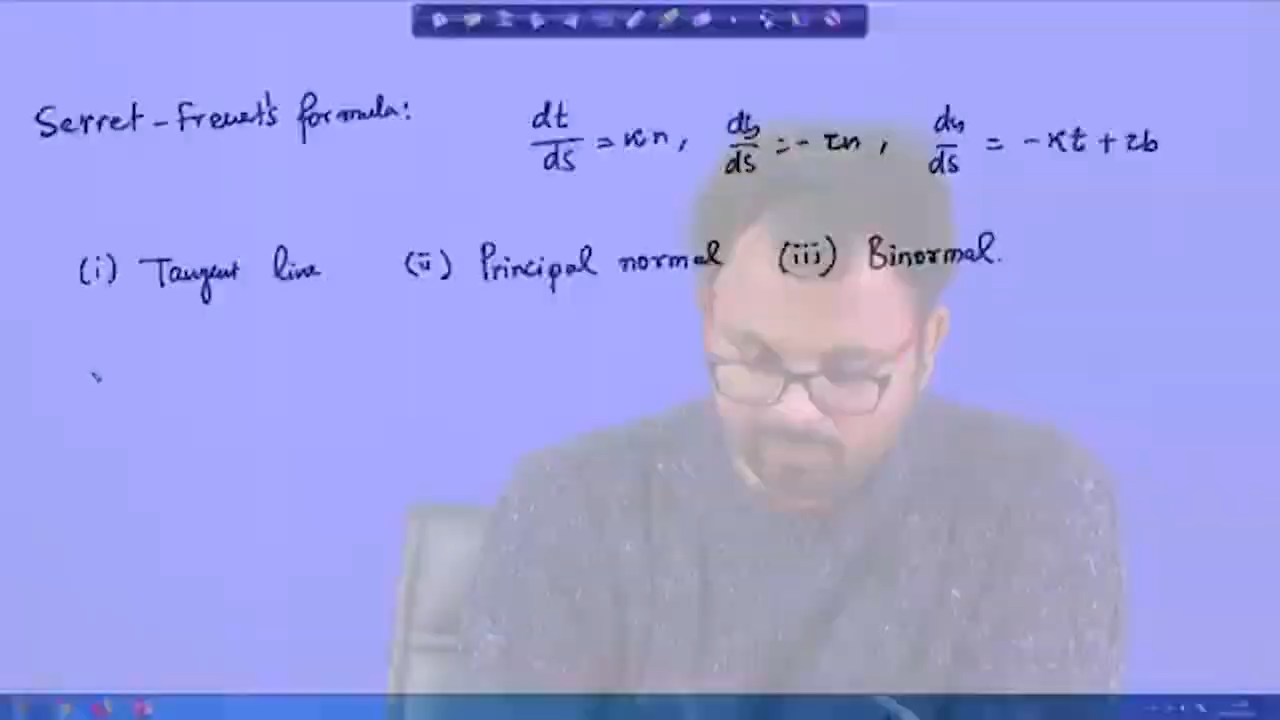 Serret-Frenet's formula: dt/ds = κn, db/ds = -τn, dn/ds = -κt + τb
(i) Tangent line (ii) Principal normal (iii) Binormal.